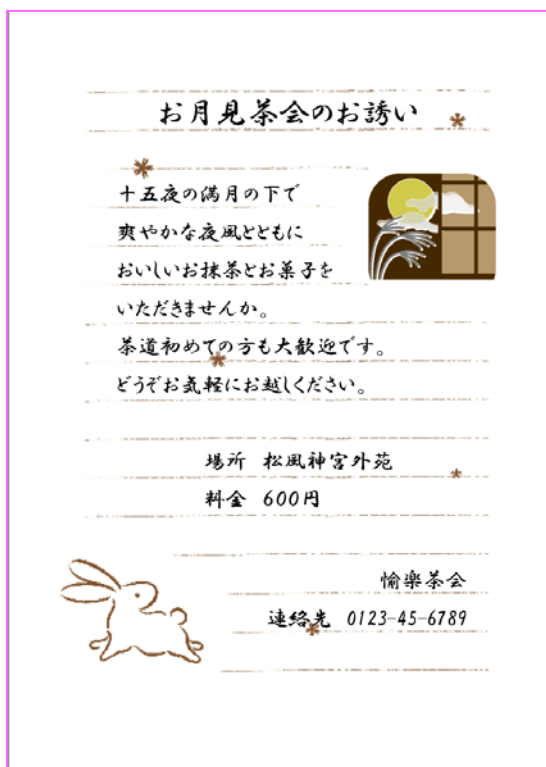 お月見茶会のお誘い
十五夜の満月の下で
爽やかな夜風とともに
おいしいお抹茶とお菓子を
いただきませんか。
茶道初めての方も大歓迎です。
どうぞお気軽にお越しください。
場所 松風神宮外苑
料金 600円
愉楽茶会
連絡先 0123-45-6789